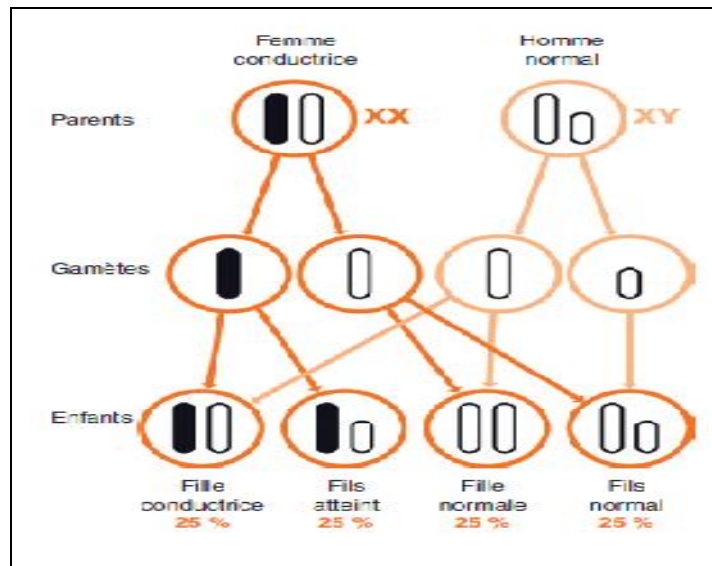 Femme
conductrice
Homme
normal
Parents
XX
XY
Gamètes
Enfants
Fille
conductrice
25 %
Fils
atteint
25 %
Fille
normale
25 %
Fils
normal
25 %